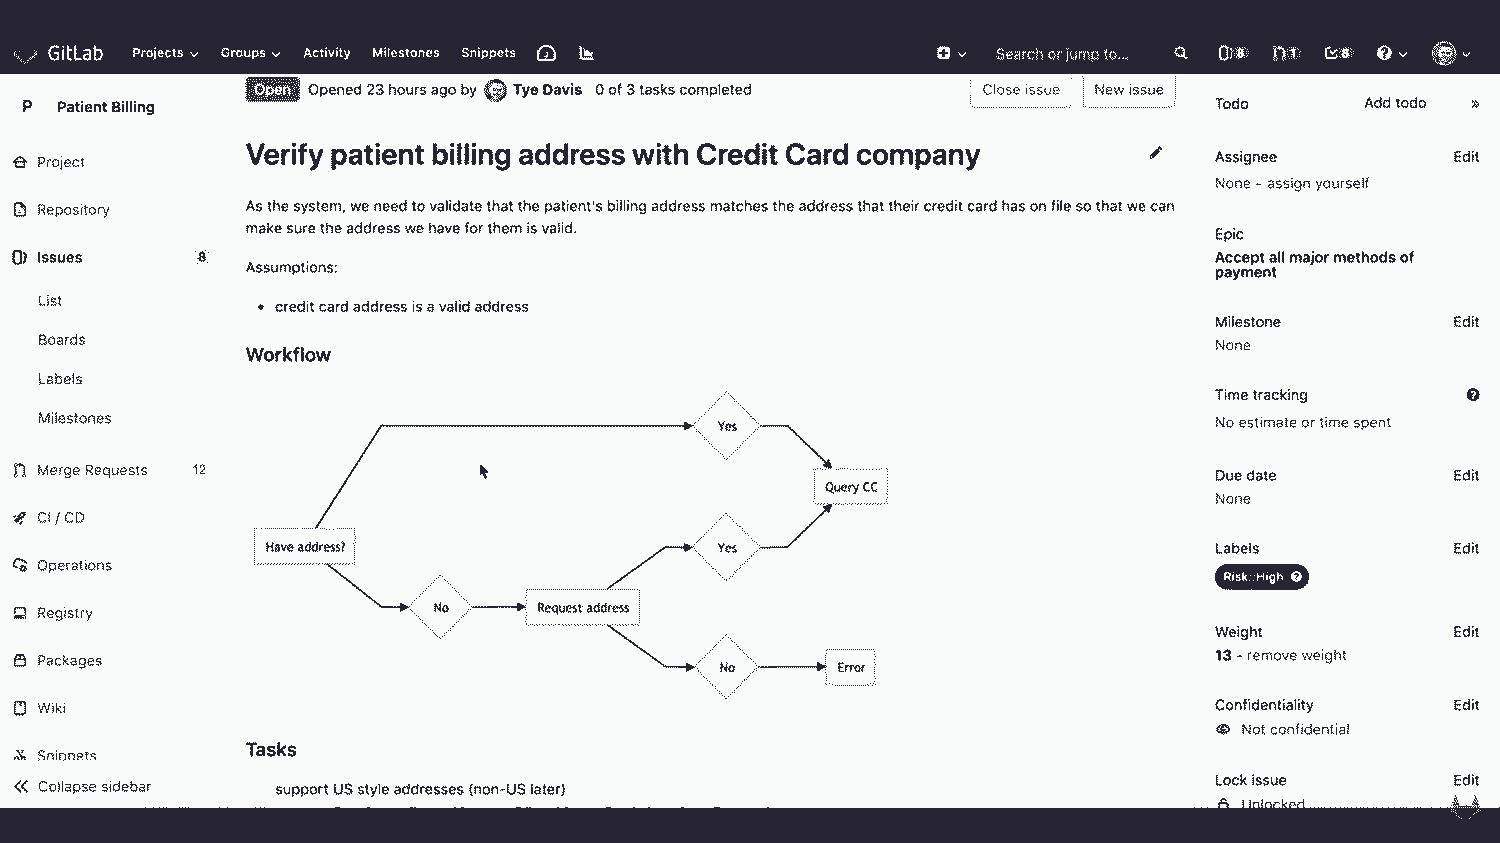 GitLab Projects Groups Activity Milestones Snippets Search or jump to... 8 1 8
P Patient Billing
Project
Repository
Issues 8
List
Boards
Labels
Milestones
Merge Requests 12
CI / CD
Operations
Registry
Packages
Wiki
Snippets
Collapse sidebar
Open Opened 23 hours ago by Tye Davis 0 of 3 tasks completed Close issue New issue
Verify patient billing address with Credit Card company
As the system, we need to validate that the patient's billing address matches the address that their credit card has on file so that we can
make sure the address we have for them is valid.
Assumptions:
• credit card address is a valid address
Workflow
Yes
Query CC
Have address?
Yes
No
Request address
No
Error
Tasks
support US style addresses (non-US later)
Todo Add todo »
Assignee Edit
None - assign yourself
Epic
Accept all major methods of
payment
Milestone Edit
None
Time tracking
No estimate or time spent
Due date Edit
None
Labels Edit
Risk::High
Weight Edit
13 - remove weight
Confidentiality Edit
Not confidential
Lock issue Edit
Unlocked